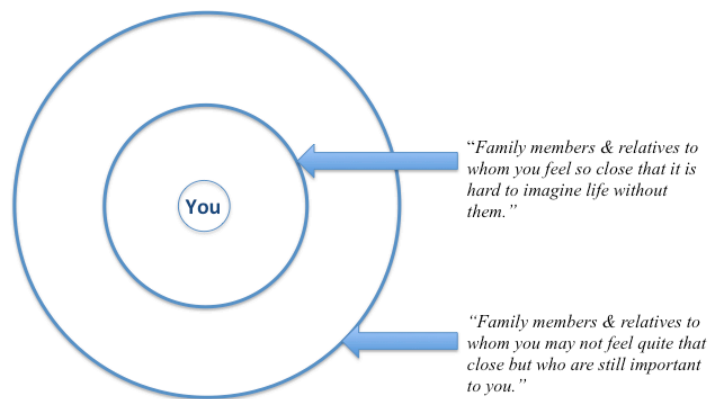 You
“Family members & relatives to
whom you feel so close that it is
hard to imagine life without
them.”
“Family members & relatives to
whom you may not feel quite that
close but who are still important
to you.”